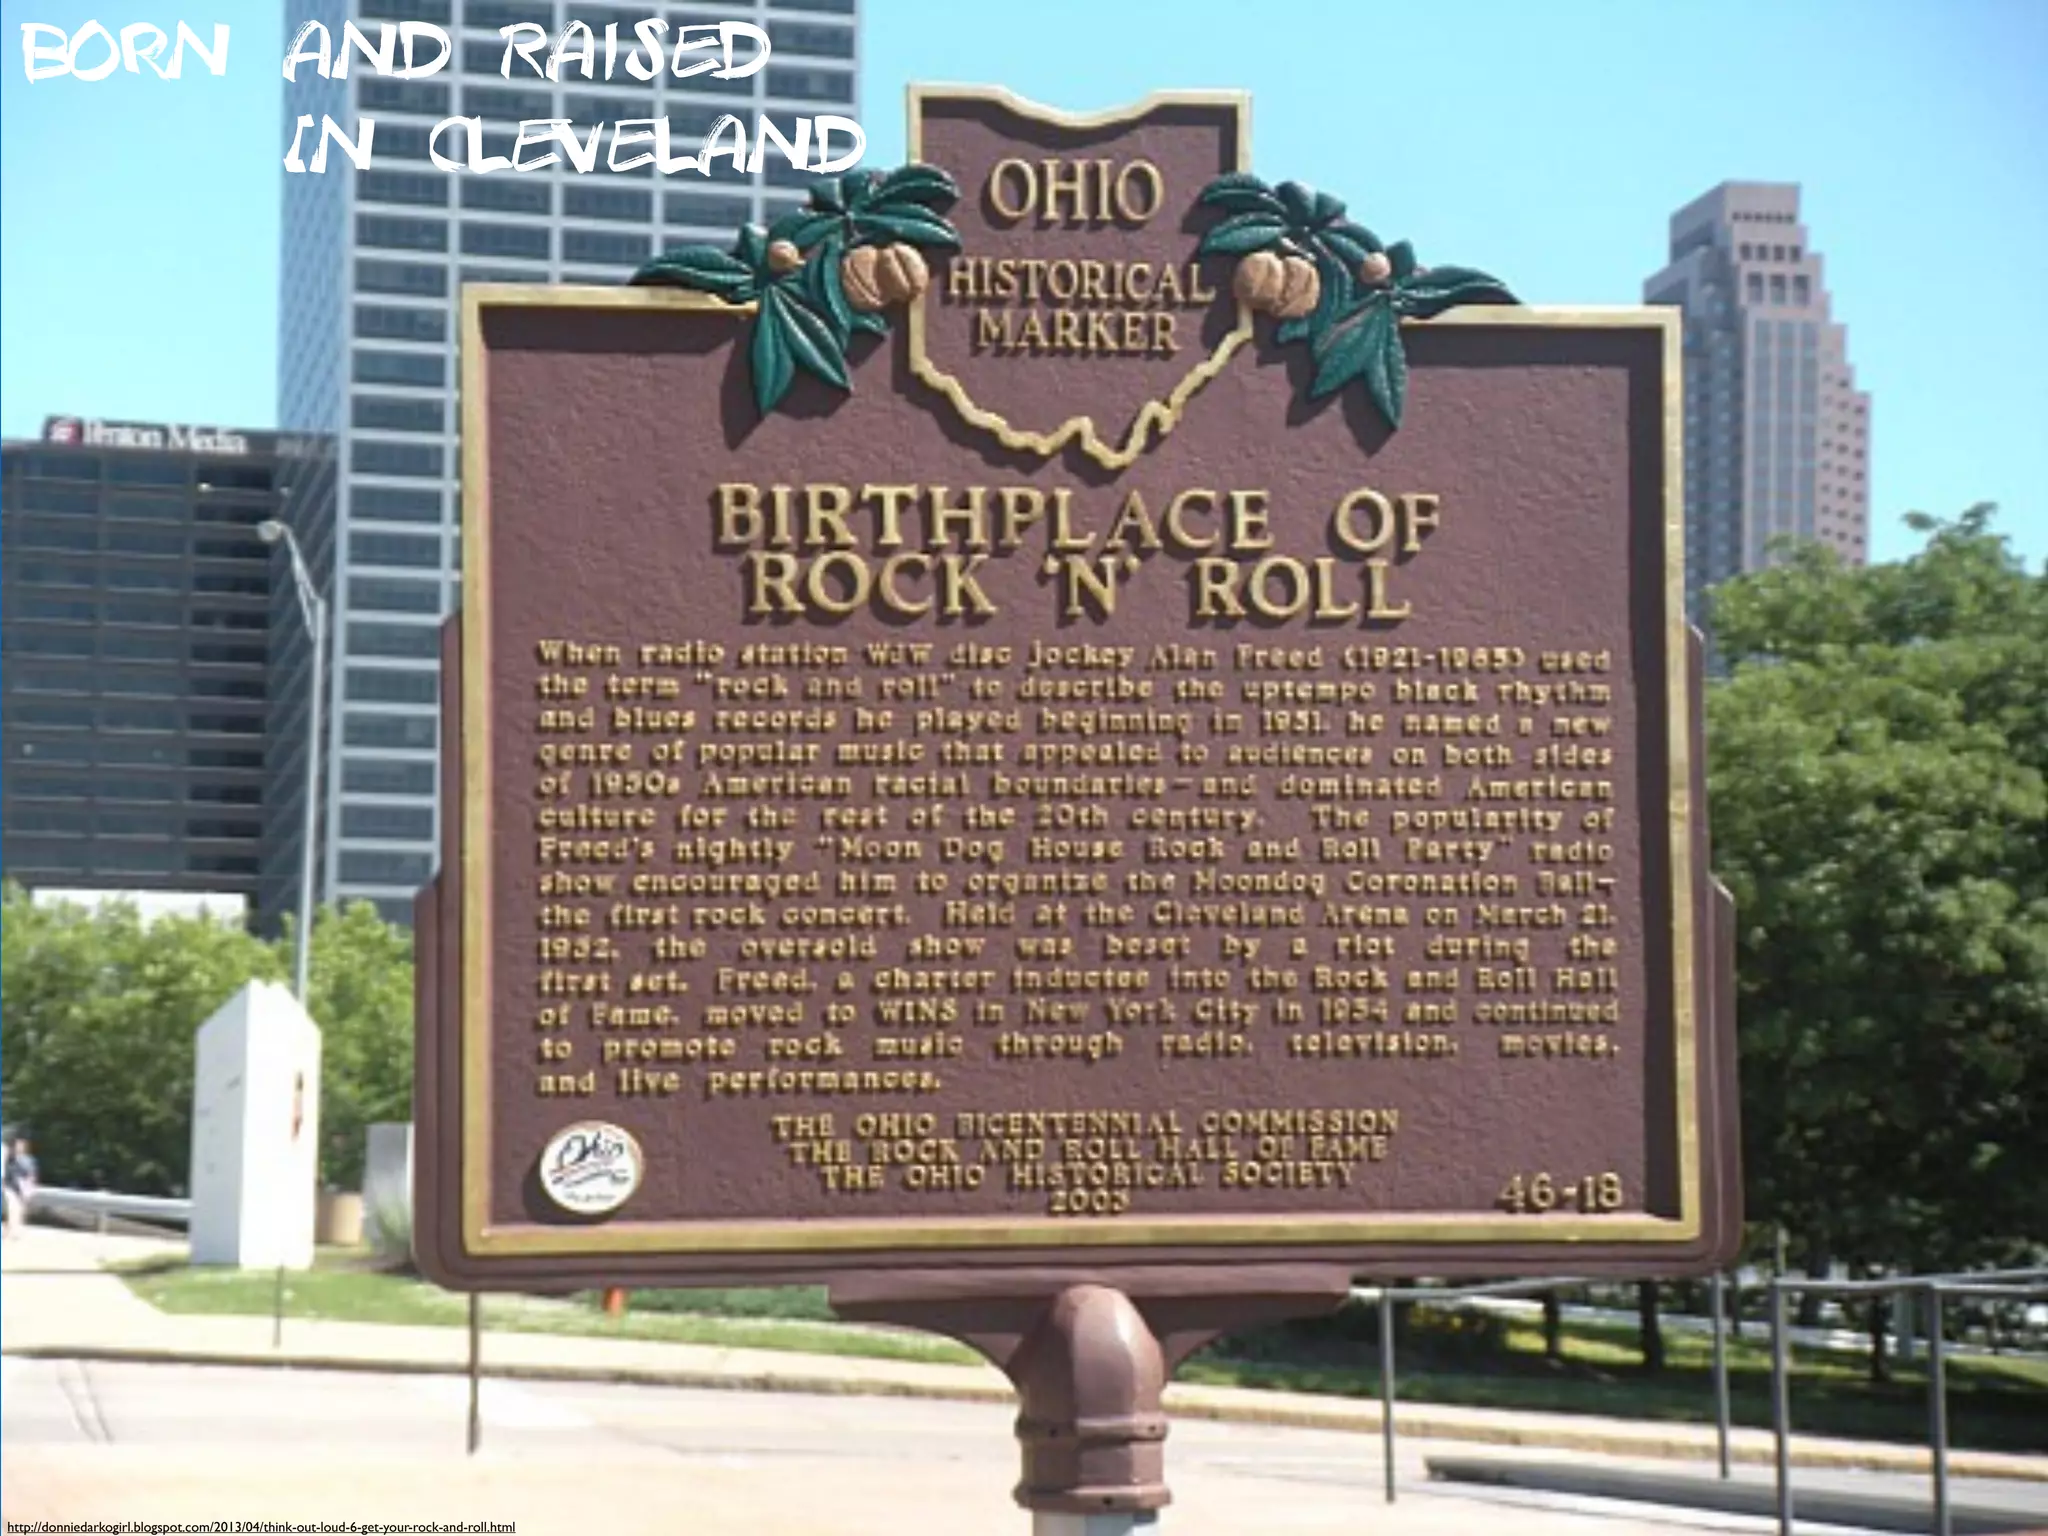 BORN AND RAISED
IN CLEVELAND
OHIO
HISTORICAL
MARKER
Penton Media
BIRTHPLACE OF
ROCK 'N' ROLL
When radio station WJW disc jockey Alan Freed (1921-1965) used
the term "rock and roll" to describe the uptempo black rhythm
and blues records he played beginning in 1951, he named a new
genre of popular music that appealed to audiences on both sides
of 1950s American racial boundaries—and dominated American
culture for the rest of the 20th century. The popularity of
Freed's nightly "Moon Dog House Rock and Roll Party" radio
show encouraged him to organize the Moondog Coronation Ball—
the first rock concert. Held at the Cleveland Arena on March 21,
1952, the oversold show was beset by a riot during the
first set. Freed, a charter inductee into the Rock and Roll Hall
of Fame, moved to WINS in New York City in 1954 and continued
to promote rock music through radio, television, movies,
and live performances.
THE OHIO BICENTENNIAL COMMISSION
THE ROCK AND ROLL HALL OF FAME
THE OHIO HISTORICAL SOCIETY
2003
46-18
Ohio
http://donniedarkogirl.blogspot.com/2013/04/think-out-loud-6-get-your-rock-and-roll.html